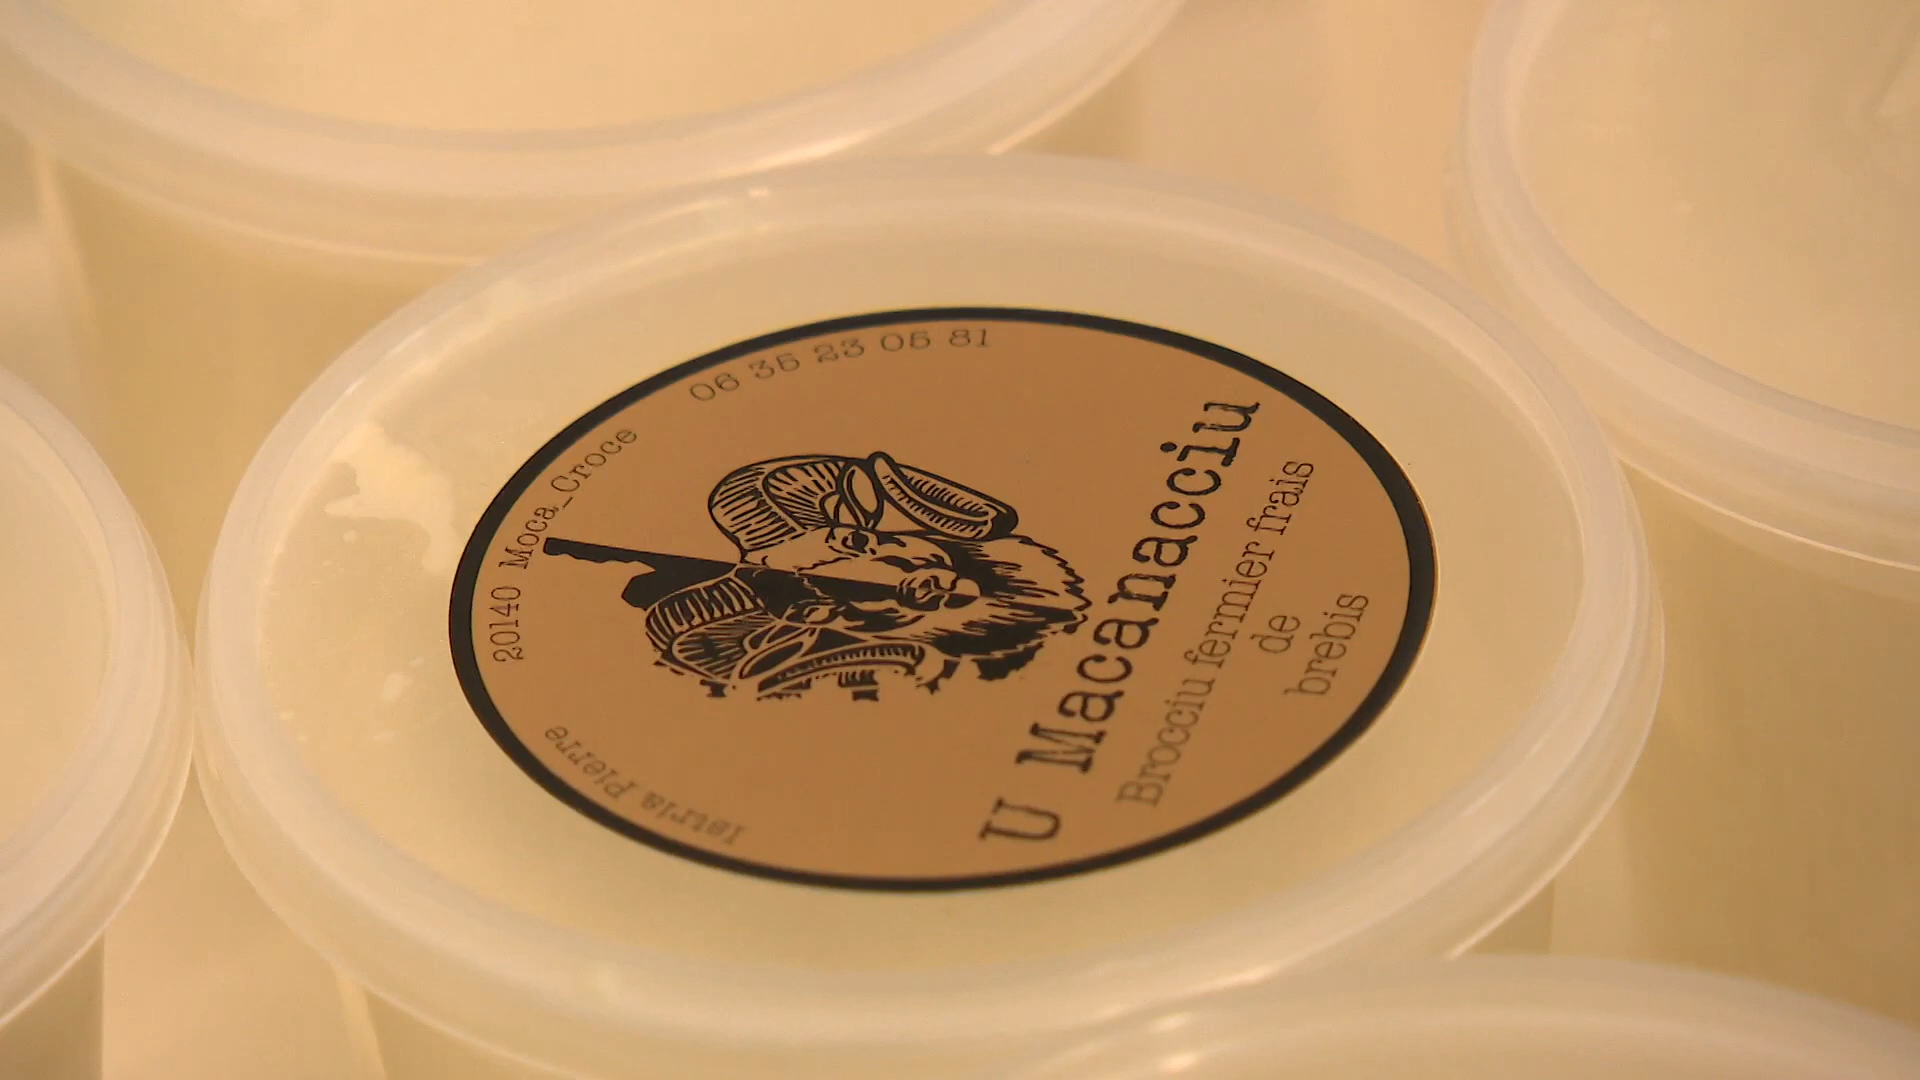 U Macanacciu
Brocciu fermier frais
de
brebis
Istria Pierre
20140 Moca_Croce
06 35 23 05 81